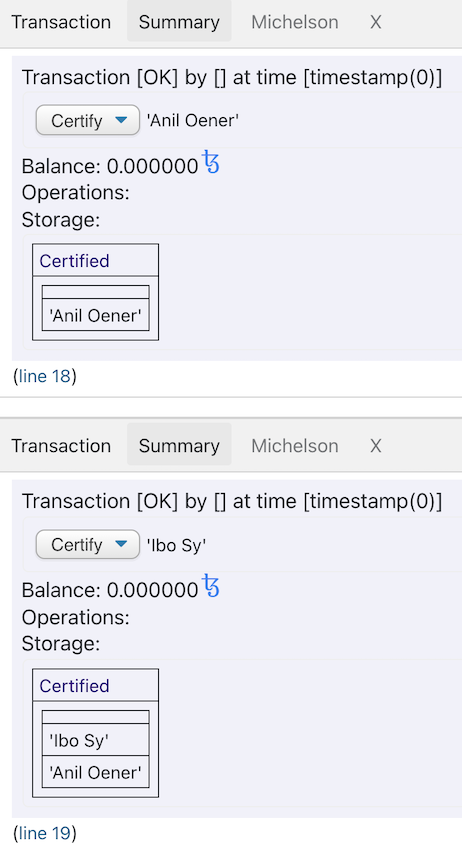 Transaction Summary Michelson X
Transaction [OK] by [] at time [timestamp(0)]
Certify 'Anil Oener'
Balance: 0.000000 ꜩ
Operations:
Storage:
Certified
'Anil Oener'
(line 18)
Transaction Summary Michelson X
Transaction [OK] by [] at time [timestamp(0)]
Certify 'Ibo Sy'
Balance: 0.000000 ꜩ
Operations:
Storage:
Certified
'Ibo Sy'
'Anil Oener'
(line 19)